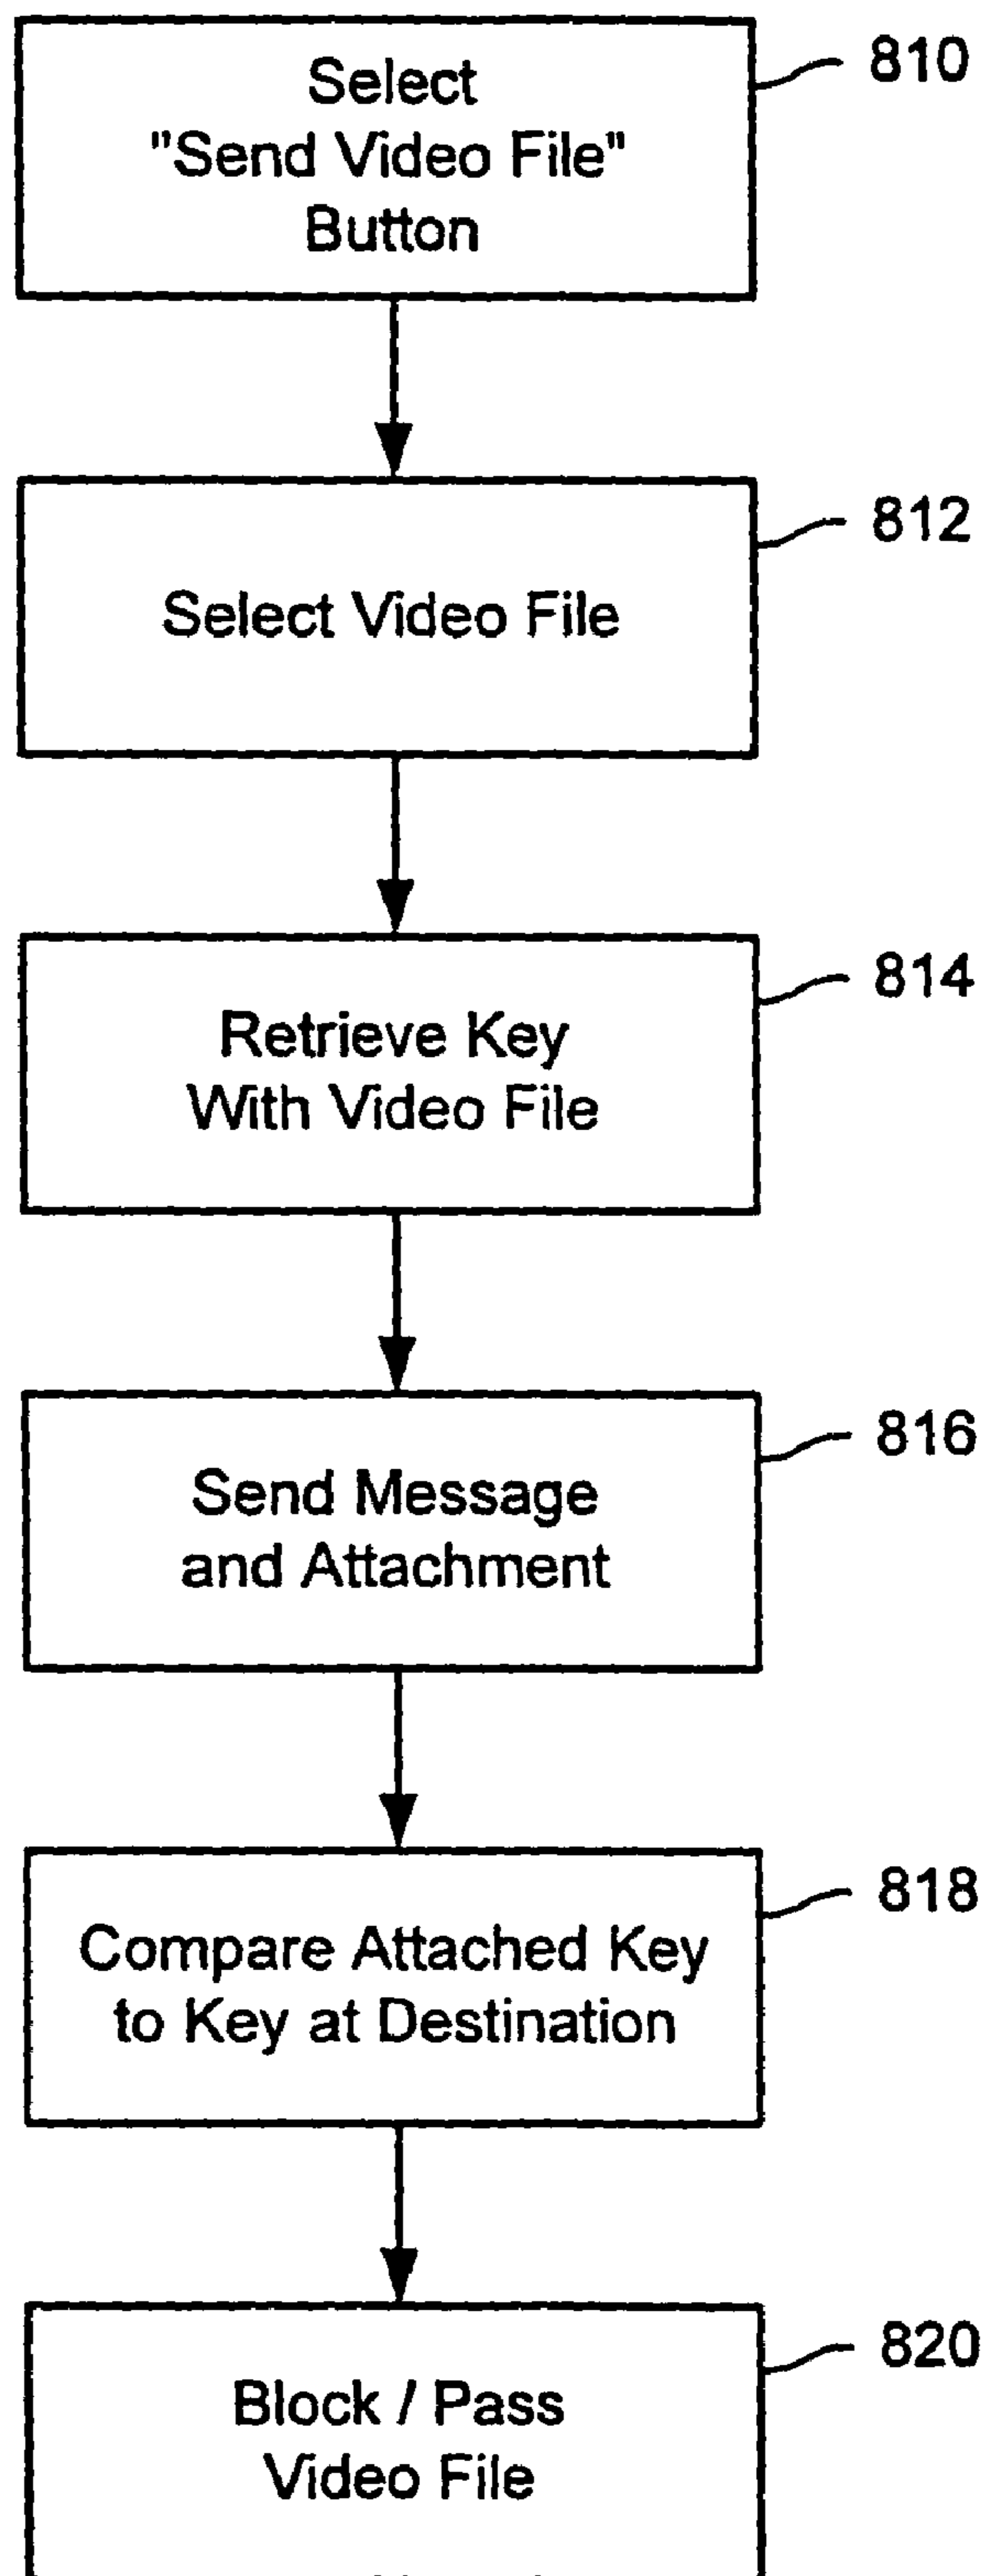 Select
"Send Video File"
Button
810
Select Video File
812
Retrieve Key
With Video File
814
Send Message
and Attachment
816
Compare Attached Key
to Key at Destination
818
Block / Pass
Video File
820